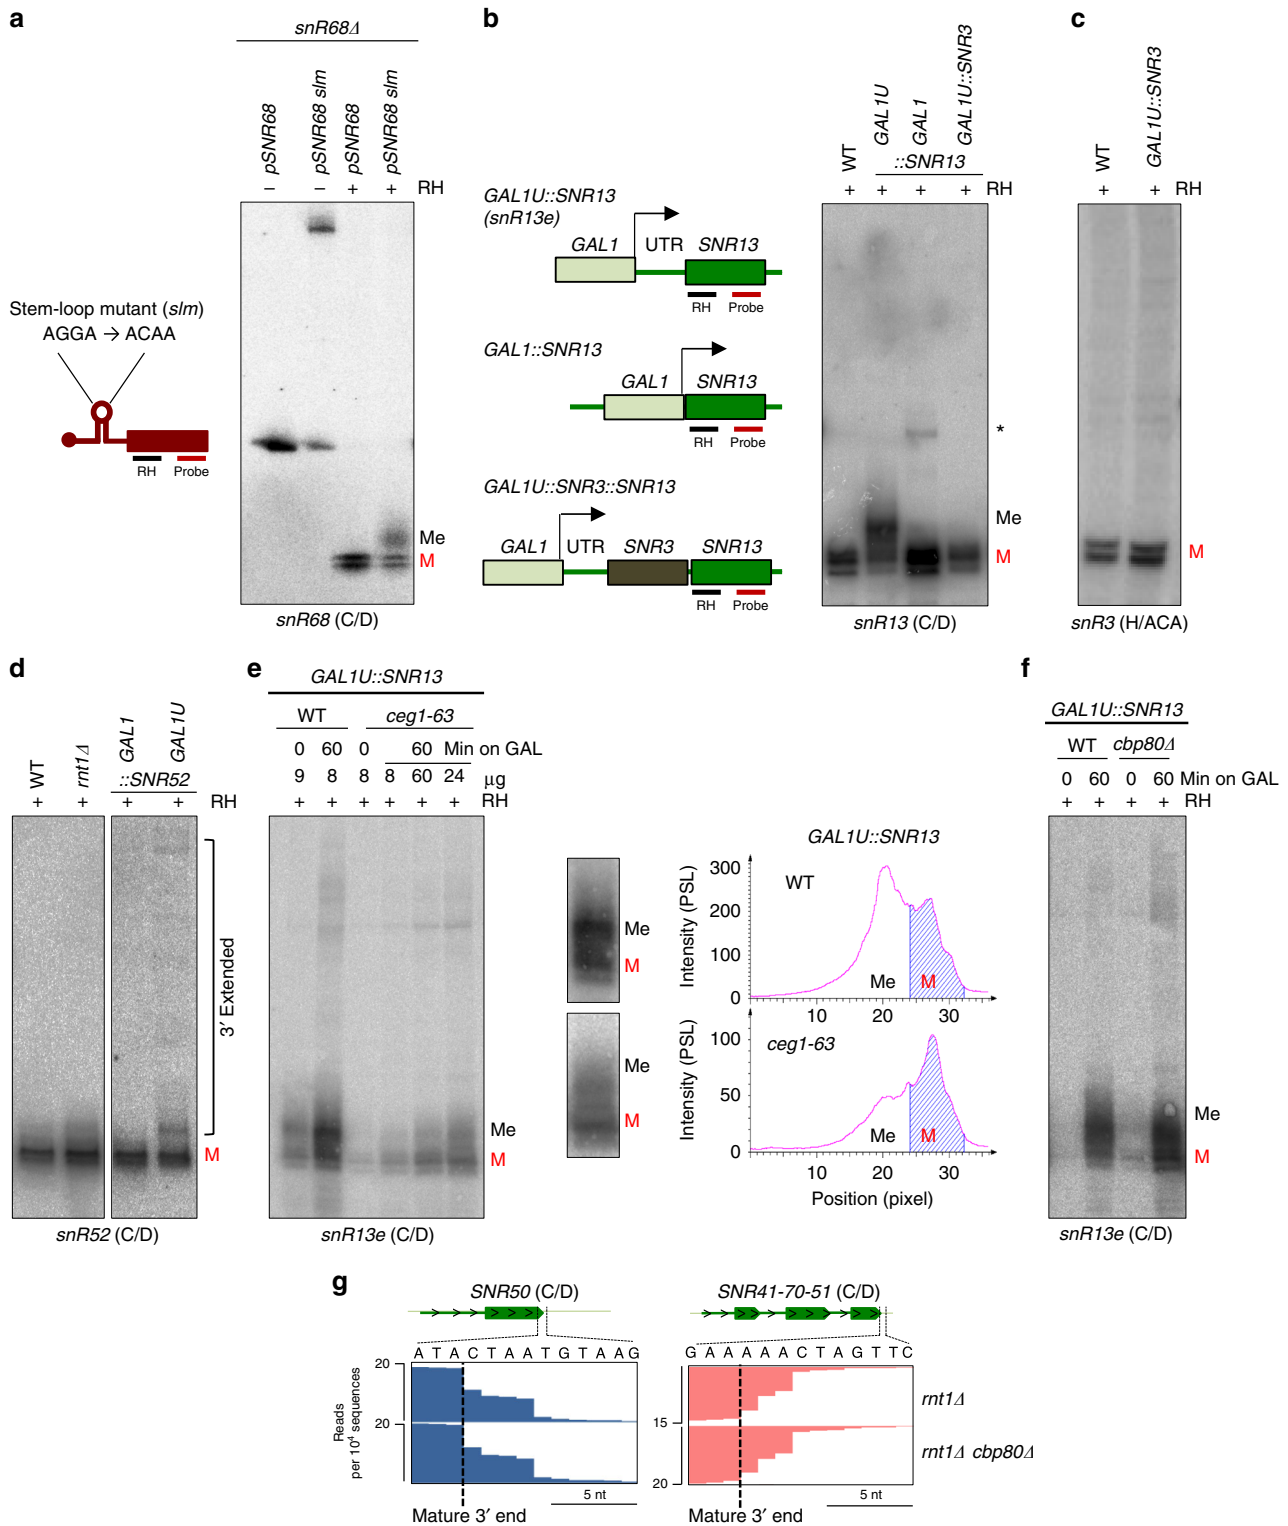 a
snR68Δ
− pSNR68
− pSNR68 slm
+ pSNR68
+ pSNR68 slm
RH
Stem-loop mutant (slm)
AGGA → ACAA
RH
Probe
Me
M
snR68 (C/D)
b
GAL1U::SNR13
(snR13e)
GAL1 UTR SNR13
RH Probe
GAL1::SNR13
GAL1 SNR13
RH Probe
GAL1U::SNR3::SNR13
GAL1 UTR SNR3 SNR13
RH Probe
WT
GAL1U
GAL1
GAL1U::SNR3
::SNR13
+ + + + RH
*
Me
M
snR13 (C/D)
c
WT
GAL1U::SNR3
+ +
M
snR3 (H/ACA)
d
WT
rnt1Δ
GAL1
GAL1U
::SNR52
+ + + + RH
3′ Extended
M
snR52 (C/D)
e
GAL1U::SNR13
WT ceg1-63
0 60 0 60 Min on GAL
9 8 8 8 60 24 μg
+ + + + + + RH
Me
M
snR13e (C/D)
Me
M
Me
M
GAL1U::SNR13
WT
Intensity (PSL)
300
200
100
0
Me M
10 20 30
ceg1-63
Intensity (PSL)
100
50
0
Me M
10 20 30
Position (pixel)
f
GAL1U::SNR13
WT cbp80Δ
0 60 0 60 Min on GAL
+ + + + RH
Me
M
snR13e (C/D)
g
SNR50 (C/D)
A T A C T A A T G T A A G
20
20
Reads
per 10⁴ sequences
Mature 3′ end
5 nt
SNR41-70-51 (C/D)
G A A A A A C T A G T T C
15
20
rnt1Δ
rnt1Δ cbp80Δ
Mature 3′ end
5 nt